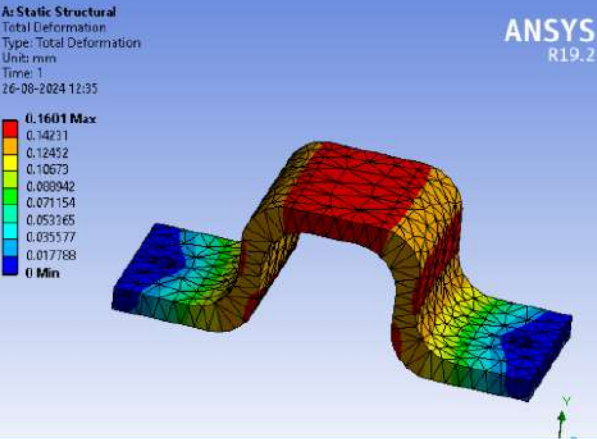 A: Static Structural
Total Deformation
Type: Total Deformation
Unit: mm
Time: 1
26-08-2024 12:35
ANSYS
R19.2
0.1601 Max
0.14231
0.12452
0.10673
0.088942
0.071154
0.053365
0.035577
0.017788
0 Min
Y